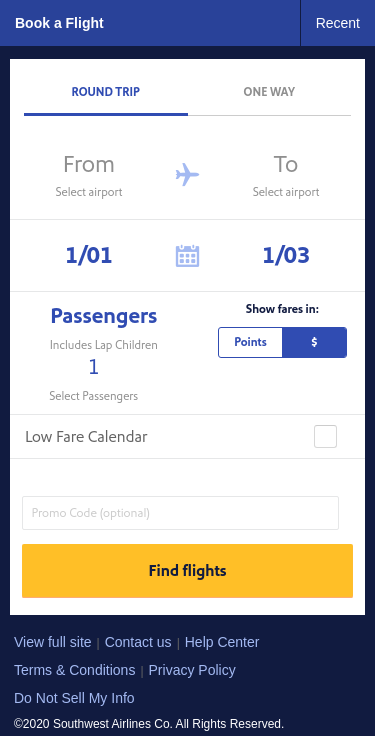 Book a Flight Recent
ROUND TRIP ONE WAY
From To
Select airport Select airport
1/01 1/03
Passengers
Show fares in:
Includes Lap Children
Points $
1
Select Passengers
Low Fare Calendar
Promo Code (optional)
Find flights
View full site | Contact us | Help Center
Terms & Conditions | Privacy Policy
Do Not Sell My Info
©2020 Southwest Airlines Co. All Rights Reserved.